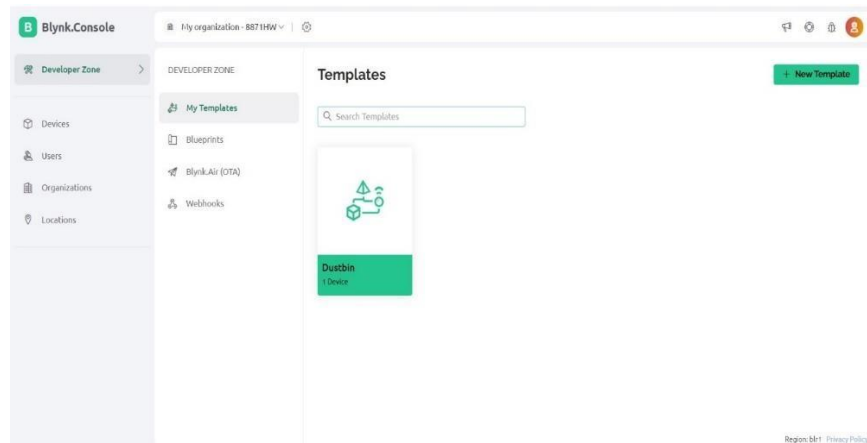 B Blynk.Console
My organization - 8871HW
Developer Zone
Devices
Users
Organizations
Locations
DEVELOPER ZONE
My Templates
Blueprints
Blynk.Air (OTA)
Webhooks
Templates
+ New Template
Search Templates
Dustbin
1 Device
Region: blr1 Privacy Policy